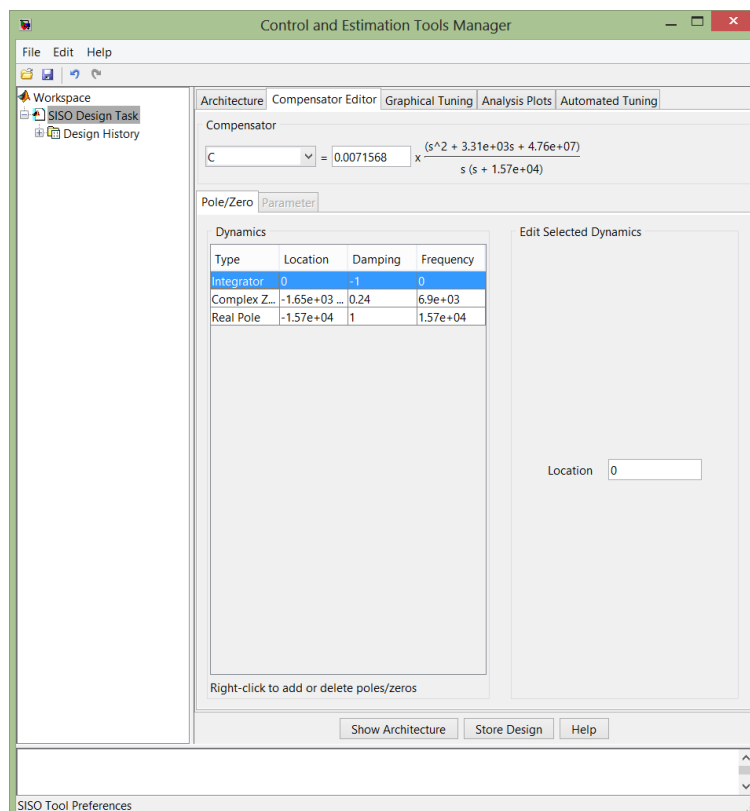 Control and Estimation Tools Manager
File Edit Help
Workspace
SISO Design Task
Design History
Architecture Compensator Editor Graphical Tuning Analysis Plots Automated Tuning
Compensator
C = 0.0071568 x (s^2 + 3.31e+03s + 4.76e+07)
s (s + 1.57e+04)
Pole/Zero Parameter
Dynamics
Type Location Damping Frequency
Integrator 0 -1 0
Complex Z... -1.65e+03 ... 0.24 6.9e+03
Real Pole -1.57e+04 1 1.57e+04
Right-click to add or delete poles/zeros
Edit Selected Dynamics
Location 0
Show Architecture Store Design Help
SISO Tool Preferences